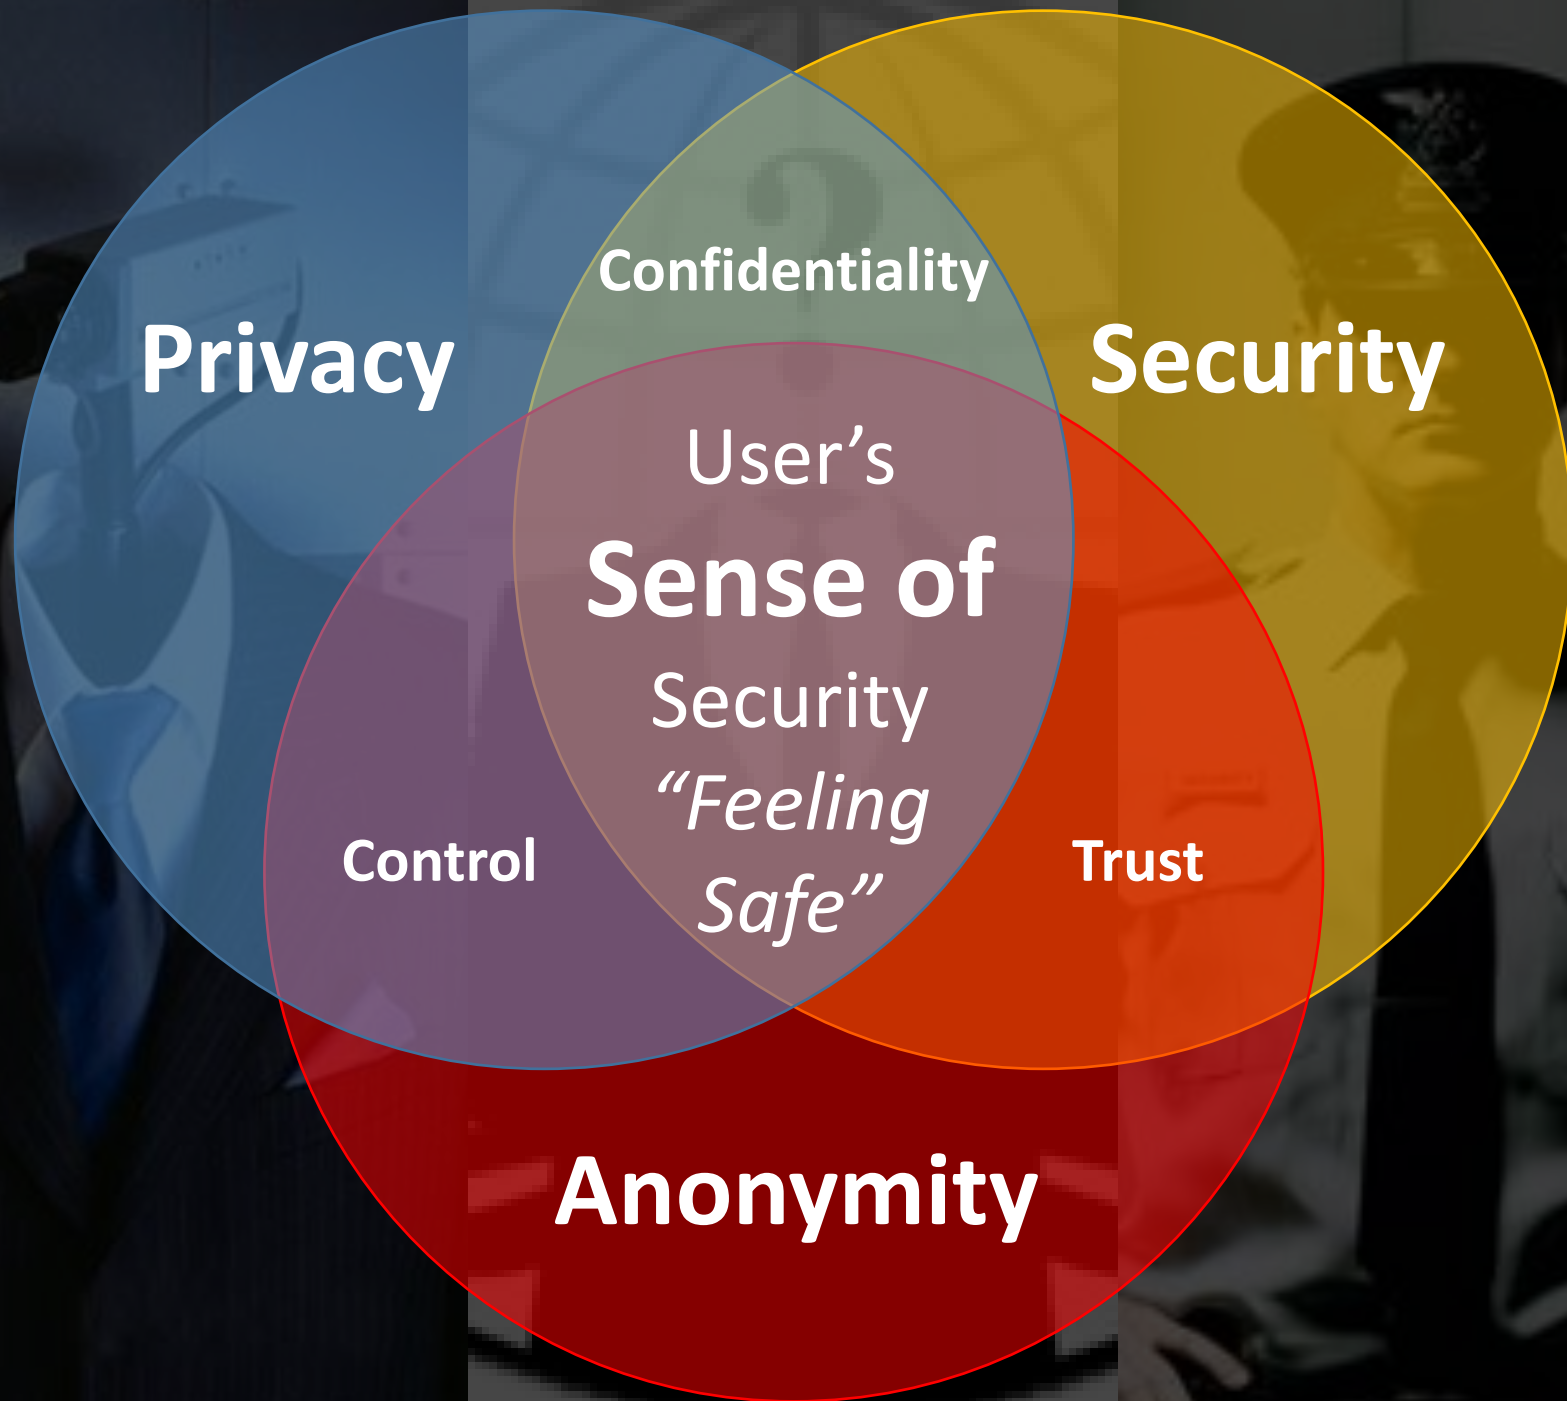 Confidentiality
Privacy
Security
User’s
Sense of
Security
“Feeling
Safe”
Control
Trust
Anonymity